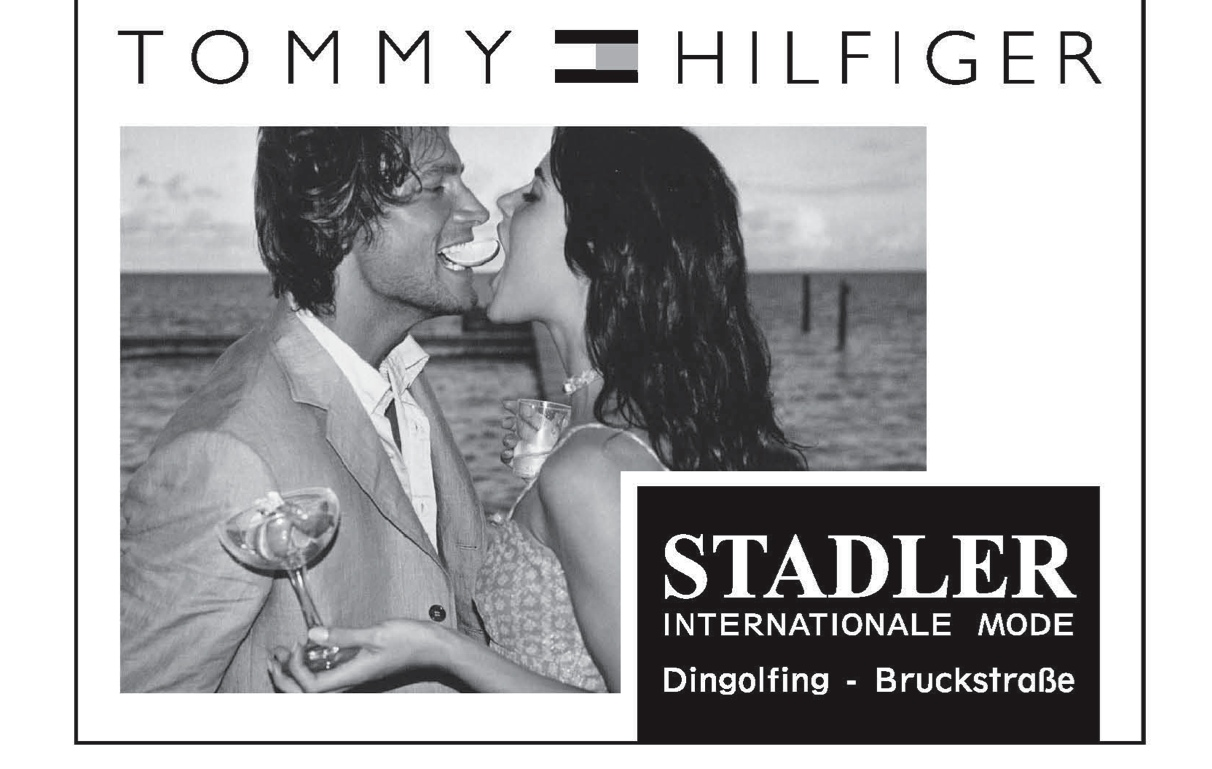 TOMMY HILFIGER
STADLER
INTERNATIONALE MODE
Dingolfing - Bruckstraße